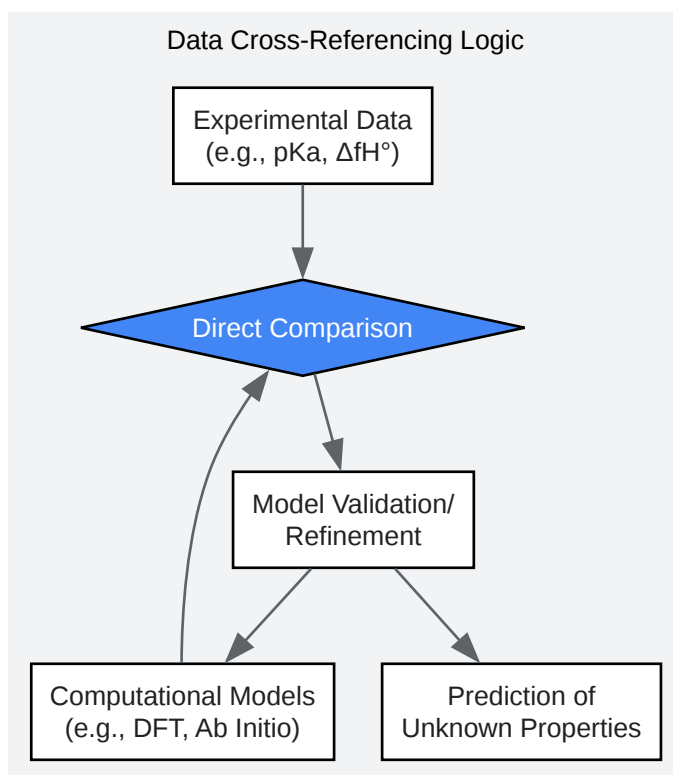 Data Cross-Referencing Logic
Experimental Data
(e.g., pKa, ΔfH°)
Direct Comparison
Model Validation/
Refinement
Computational Models
(e.g., DFT, Ab Initio)
Prediction of
Unknown Properties